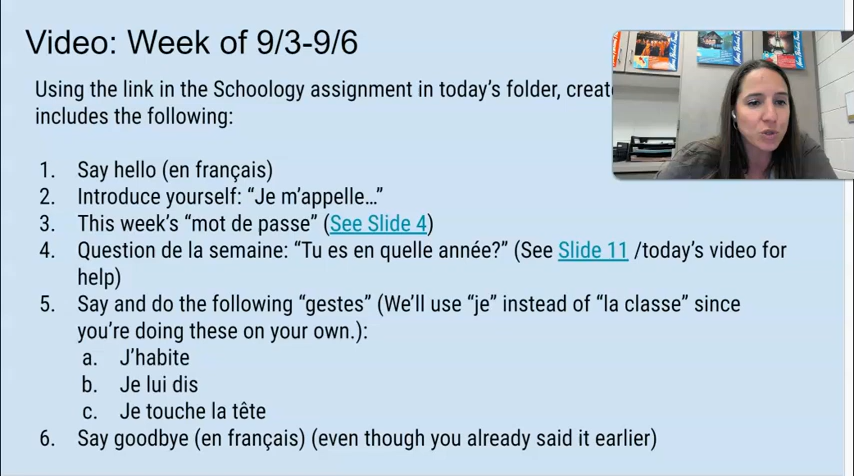 Video: Week of 9/3-9/6
Using the link in the Schoology assignment in today's folder, create
includes the following:
1. Say hello (en français)
2. Introduce yourself: “Je m’appelle…”
3. This week’s “mot de passe” (See Slide 4)
4. Question de la semaine: “Tu es en quelle année?” (See Slide 11 /today’s video for
help)
5. Say and do the following “gestes” (We’ll use “je” instead of “la classe” since
you’re doing these on your own.):
a. J’habite
b. Je lui dis
c. Je touche la tête
6. Say goodbye (en français) (even though you already said it earlier)